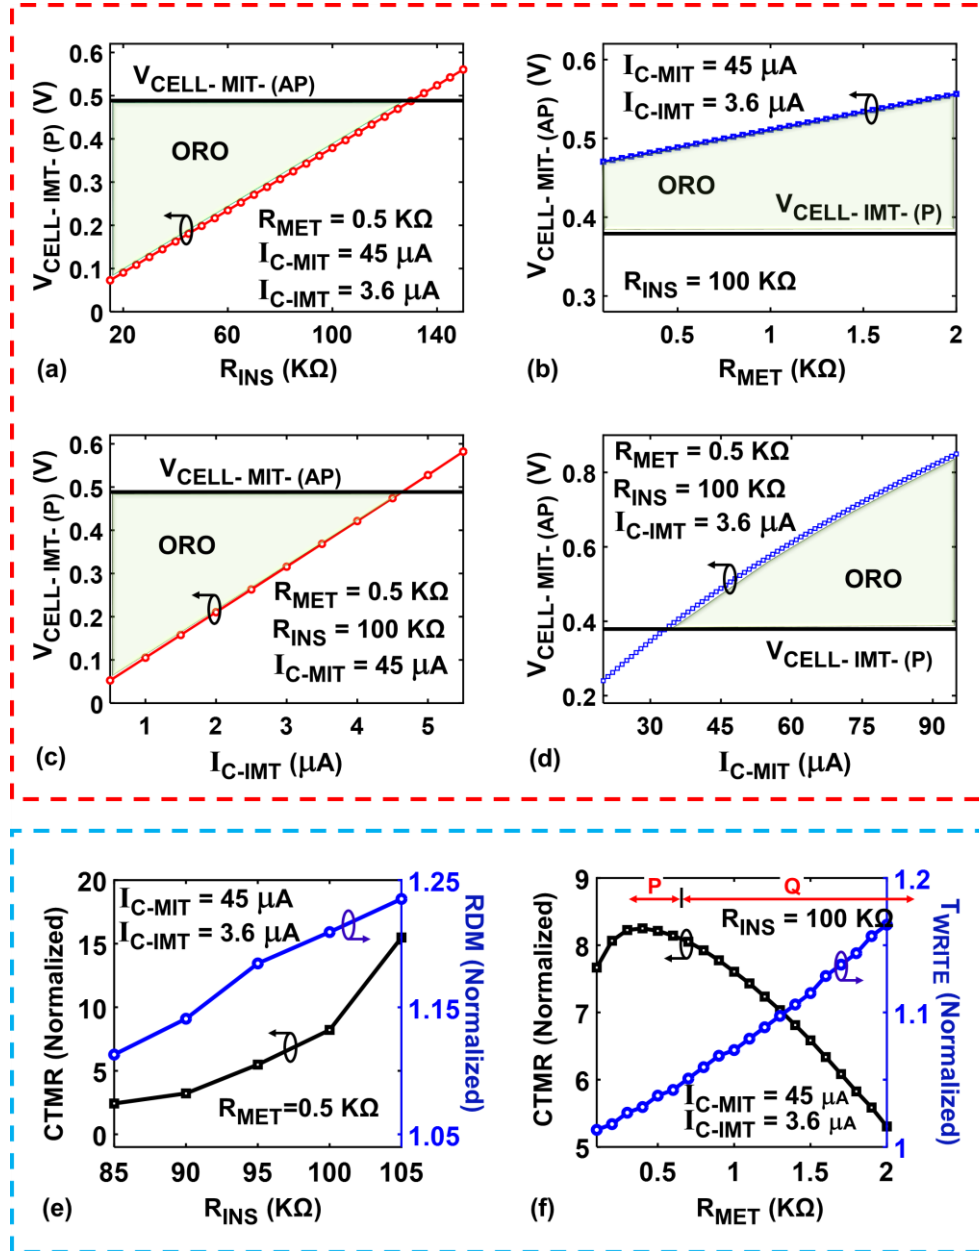 0.6
V_CELL- MIT- (AP)
0.5
0.4
ORO
0.3
0.2
R_MET = 0.5 KΩ
0.1
I_C-MIT = 45 µA
I_C-IMT = 3.6 µA
0
V_CELL- IMT- (P) (V)
20 60 100 140
(a) R_INS (KΩ)
I_C-MIT = 45 µA
0.6
I_C-IMT = 3.6 µA
0.5
ORO
V_CELL- IMT- (P)
0.4
R_INS = 100 KΩ
0.3
V_CELL- MIT- (AP) (V)
0.5 1 1.5 2
(b) R_MET (KΩ)
0.6
V_CELL- MIT- (AP)
0.5
0.4
ORO
0.3
0.2
R_MET = 0.5 KΩ
R_INS = 100 KΩ
0.1
I_C-MIT = 45 µA
0
V_CELL- IMT- (P) (V)
1 2 3 4 5
(c) I_C-IMT (µA)
R_MET = 0.5 KΩ
0.8
R_INS = 100 KΩ
I_C-IMT = 3.6 µA
0.6
ORO
0.4
V_CELL- IMT- (P)
0.2
V_CELL- MIT- (AP) (V)
30 45 60 75 95
(d) I_C-MIT (µA)
20 1.25
I_C-MIT = 45 µA
I_C-IMT = 3.6 µA
15
10 1.15
5
R_MET=0.5 KΩ
0 1.05
CTMR (Normalized)
RDM (Normalized)
85 90 95 100 105
(e) R_INS (KΩ)
9 1.2
P Q
R_INS = 100 KΩ
8
7 1.1
6
I_C-MIT = 45 µA
I_C-IMT = 3.6 µA
5 1
CTMR (Normalized)
T_WRITE (Normalized)
0.5 1 1.5 2
(f) R_MET (KΩ)